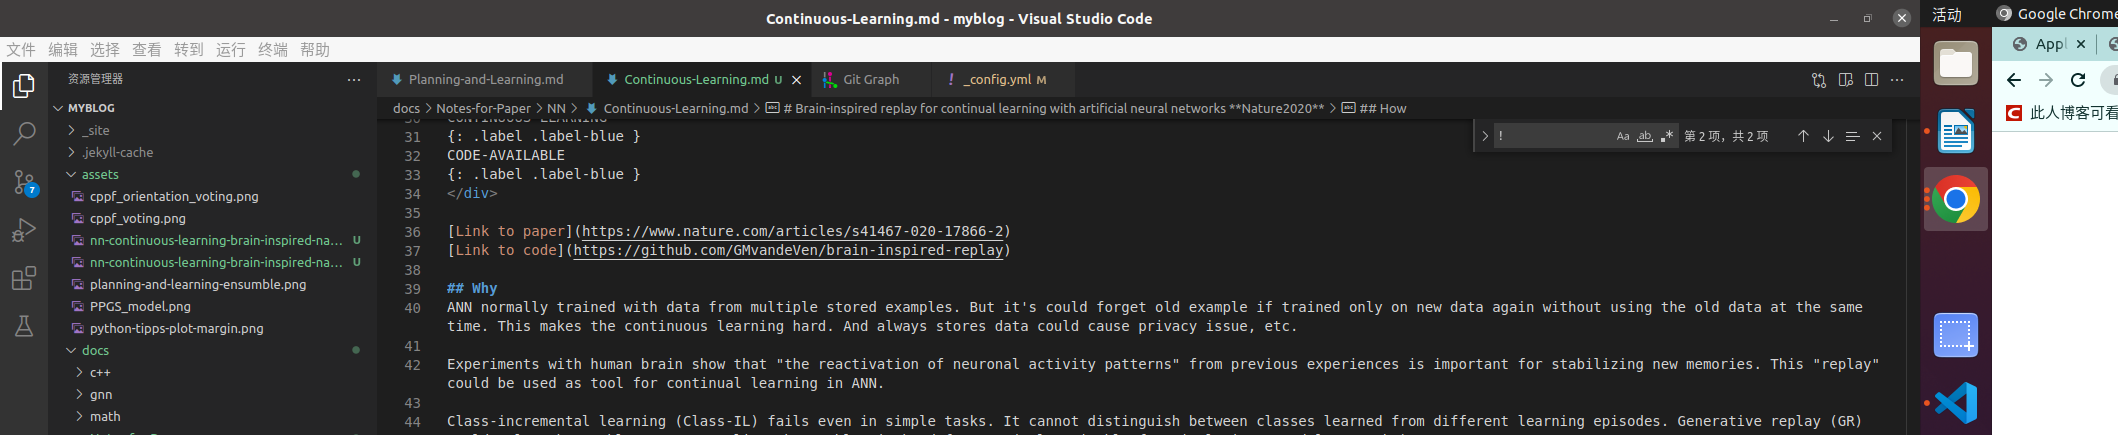 Continuous-Learning.md - myblog - Visual Studio Code
活动
Google Chrome
文件 编辑 选择 查看 转到 运行 终端 帮助
Appl
资源管理器
Planning-and-Learning.md
Continuous-Learning.md U
Git Graph
! _config.yml M
MYBLOG
docs > Notes-for-Paper > NN > Continuous-Learning.md > # Brain-inspired replay for continual learning with artificial neural networks **Nature2020** > ## How
此人博客可看
_site
.jekyll-cache
assets
cppf_orientation_voting.png
cppf_voting.png
nn-continuous-learning-brain-inspired-na... U
nn-continuous-learning-brain-inspired-na... U
planning-and-learning-ensumble.png
PPGS_model.png
python-tipps-plot-margin.png
docs
c++
gnn
math
7
! Aa ab .* 第 2 项，共 2 项
30 CONTINUOUS-LEARNING
31 {: .label .label-blue }
32 CODE-AVAILABLE
33 {: .label .label-blue }
34 </div>
35
36 [Link to paper](https://www.nature.com/articles/s41467-020-17866-2)
37 [Link to code](https://github.com/GMvandeVen/brain-inspired-replay)
38
39 ## Why
40 ANN normally trained with data from multiple stored examples. But it's could forget old example if trained only on new data again without using the old data at the same
time. This makes the continuous learning hard. And always stores data could cause privacy issue, etc.
41
42 Experiments with human brain show that "the reactivation of neuronal activity patterns" from previous experiences is important for stabilizing new memories. This "replay"
could be used as tool for continual learning in ANN.
43
44 Class-incremental learning (Class-IL) fails even in simple tasks. It cannot distinguish between classes learned from different learning episodes. Generative replay (GR)